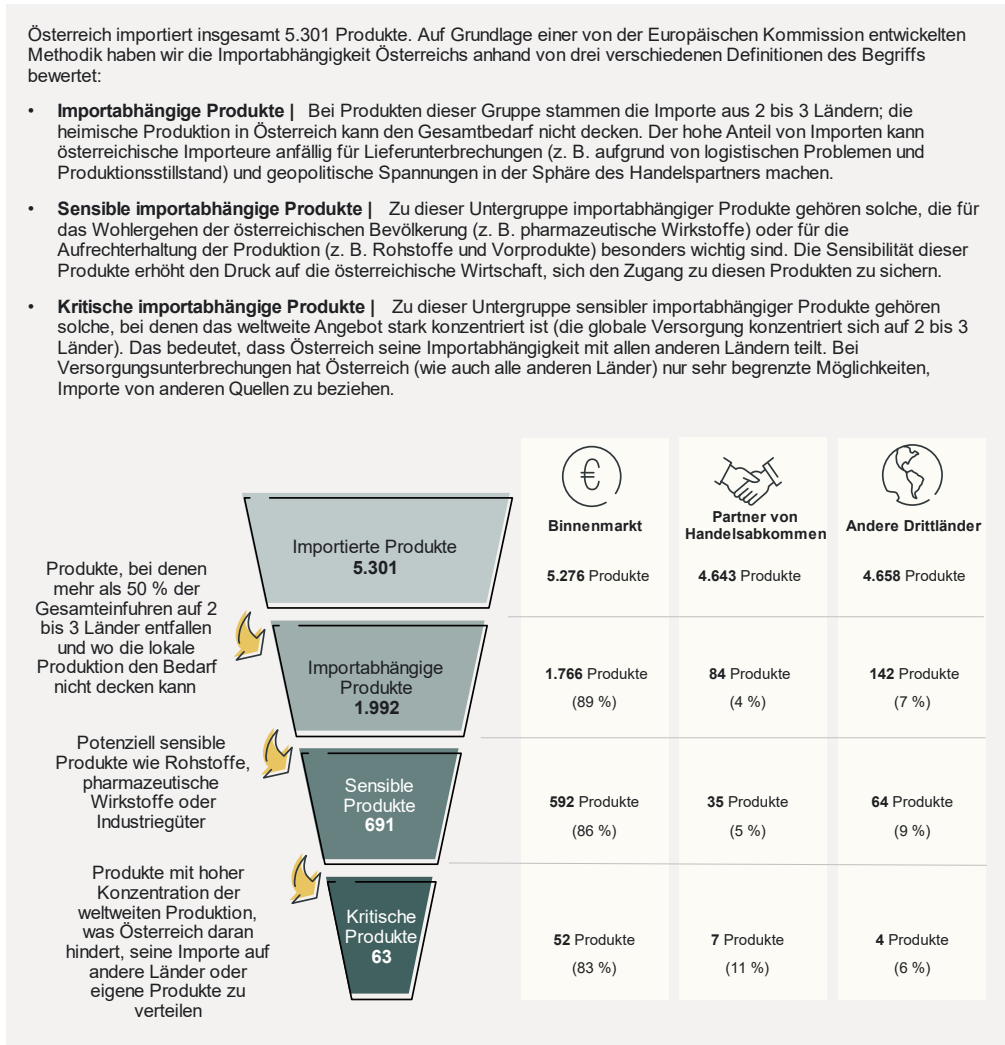 Österreich importiert insgesamt 5.301 Produkte. Auf Grundlage einer von der Europäischen Kommission entwickelten
Methodik haben wir die Importabhängigkeit Österreichs anhand von drei verschiedenen Definitionen des Begriffs
bewertet:
• Importabhängige Produkte | Bei Produkten dieser Gruppe stammen die Importe aus 2 bis 3 Ländern; die
heimische Produktion in Österreich kann den Gesamtbedarf nicht decken. Der hohe Anteil von Importen kann
österreichische Importeure anfällig für Lieferunterbrechungen (z. B. aufgrund von logistischen Problemen und
Produktionsstillstand) und geopolitische Spannungen in der Sphäre des Handelspartners machen.
• Sensible importabhängige Produkte | Zu dieser Untergruppe importabhängiger Produkte gehören solche, die für
das Wohlergehen der österreichischen Bevölkerung (z. B. pharmazeutische Wirkstoffe) oder für die
Aufrechterhaltung der Produktion (z. B. Rohstoffe und Vorprodukte) besonders wichtig sind. Die Sensibilität dieser
Produkte erhöht den Druck auf die österreichische Wirtschaft, sich den Zugang zu diesen Produkten zu sichern.
• Kritische importabhängige Produkte | Zu dieser Untergruppe sensibler importabhängiger Produkte gehören
solche, bei denen das weltweite Angebot stark konzentriert ist (die globale Versorgung konzentriert sich auf 2 bis 3
Länder). Das bedeutet, dass Österreich seine Importabhängigkeit mit allen anderen Ländern teilt. Bei
Versorgungsunterbrechungen hat Österreich (wie auch alle anderen Länder) nur sehr begrenzte Möglichkeiten,
Importe von anderen Quellen zu beziehen.
€
Binnenmarkt
Partner von
Handelsabkommen
Andere Drittländer
Importierte Produkte
5.301
5.276 Produkte
4.643 Produkte
4.658 Produkte
Produkte, bei denen
mehr als 50 % der
Gesamteinfuhren auf 2
bis 3 Länder entfallen
und wo die lokale
Produktion den Bedarf
nicht decken kann
Importabhängige
Produkte
1.992
1.766 Produkte
(89 %)
84 Produkte
(4 %)
142 Produkte
(7 %)
Potenziell sensible
Produkte wie Rohstoffe,
pharmazeutische
Wirkstoffe oder
Industriegüter
Sensible
Produkte
691
592 Produkte
(86 %)
35 Produkte
(5 %)
64 Produkte
(9 %)
Produkte mit hoher
Konzentration der
weltweiten Produktion,
was Österreich daran
hindert, seine Importe auf
andere Länder oder
eigene Produkte zu
verteilen
Kritische
Produkte
63
52 Produkte
(83 %)
7 Produkte
(11 %)
4 Produkte
(6 %)